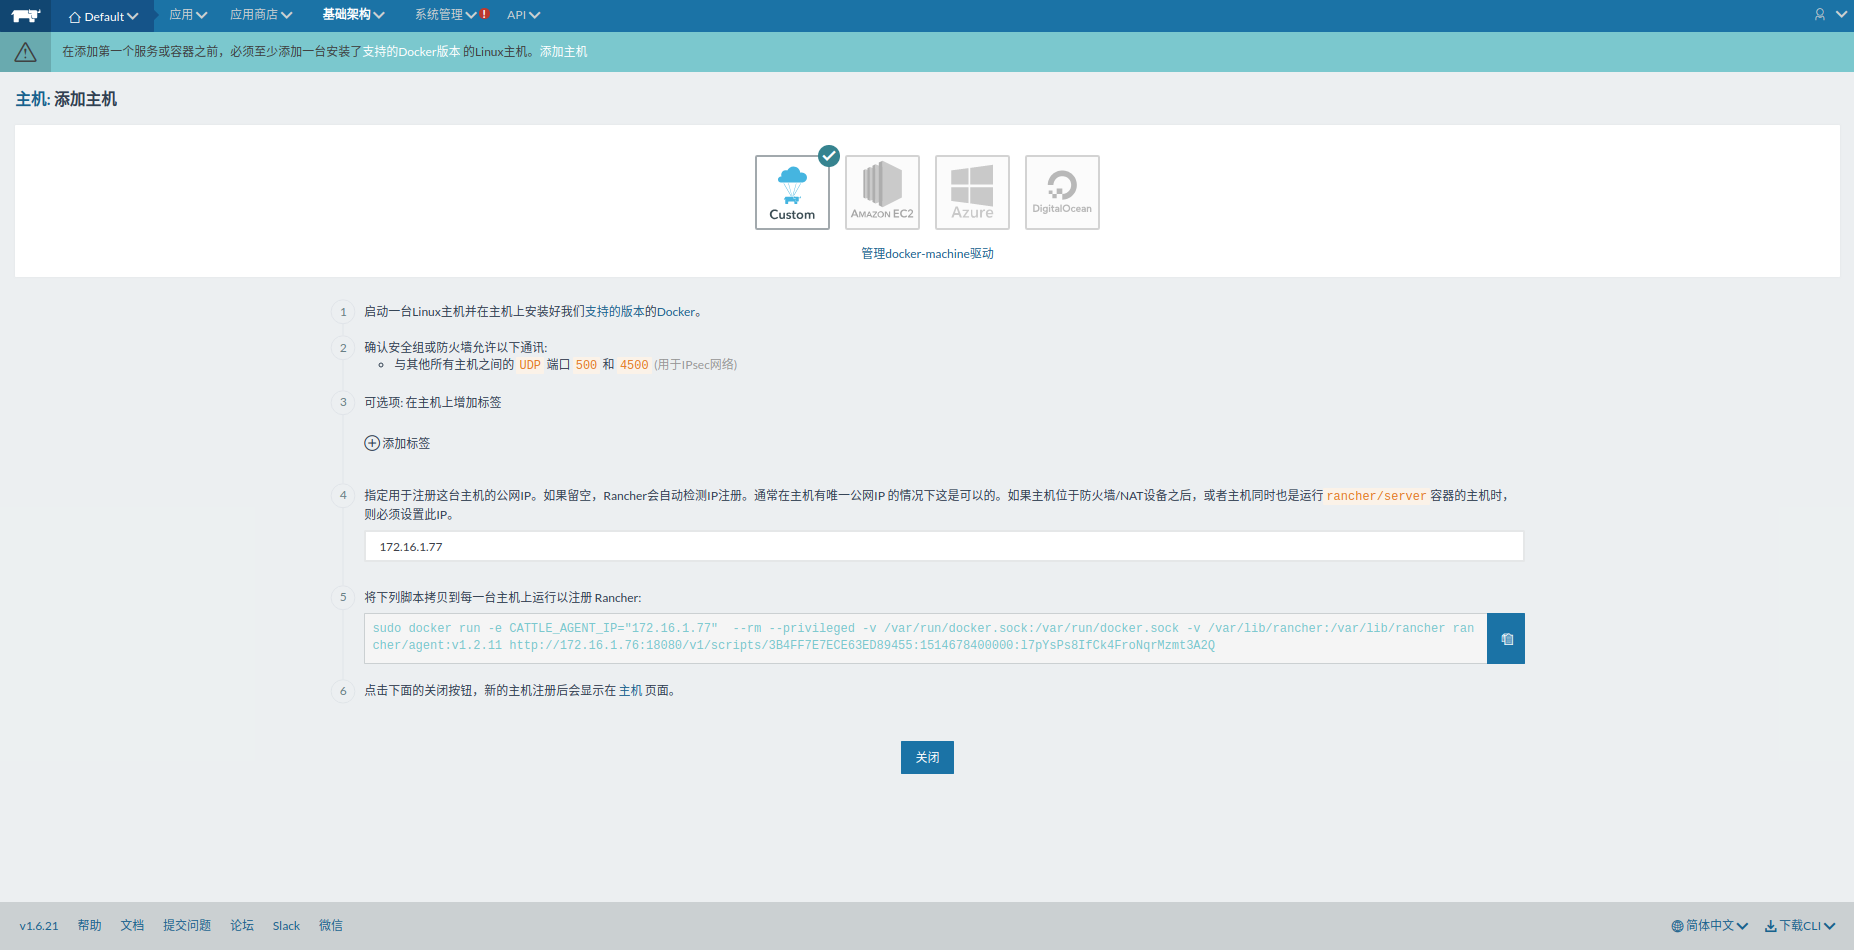 Default 应用 应用商店 基础架构 系统管理 ! API
在添加第一个服务或容器之前，必须至少添加一台安装了支持的Docker版本 的Linux主机。添加主机
主机: 添加主机
Custom AMAZON EC2 Azure DigitalOcean
管理docker-machine驱动
1 启动一台Linux主机并在主机上安装好我们支持的版本的Docker。
2 确认安全组或防火墙允许以下通讯:
与其他所有主机之间的 UDP 端口 500 和 4500 (用于IPsec网络)
3 可选项: 在主机上增加标签
添加标签
4 指定用于注册这台主机的公网IP。如果留空，Rancher会自动检测IP注册。通常在主机有唯一公网IP 的情况下这是可以的。如果主机位于防火墙/NAT设备之后，或者主机同时也是运行 rancher/server 容器的主机时，
则必须设置此IP。
172.16.1.77
5 将下列脚本拷贝到每一台主机上运行以注册 Rancher:
sudo docker run -e CATTLE_AGENT_IP="172.16.1.77"  --rm --privileged -v /var/run/docker.sock:/var/run/docker.sock -v /var/lib/rancher:/var/lib/rancher ran
cher/agent:v1.2.11 http://172.16.1.76:18080/v1/scripts/3B4FF7E7ECE63ED89455:1514678400000:l7pYsPs8IfCk4FroNqrMzmt3A2Q
6 点击下面的关闭按钮，新的主机注册后会显示在 主机 页面。
关闭
v1.6.21 帮助 文档 提交问题 论坛 Slack 微信 简体中文 下载CLI